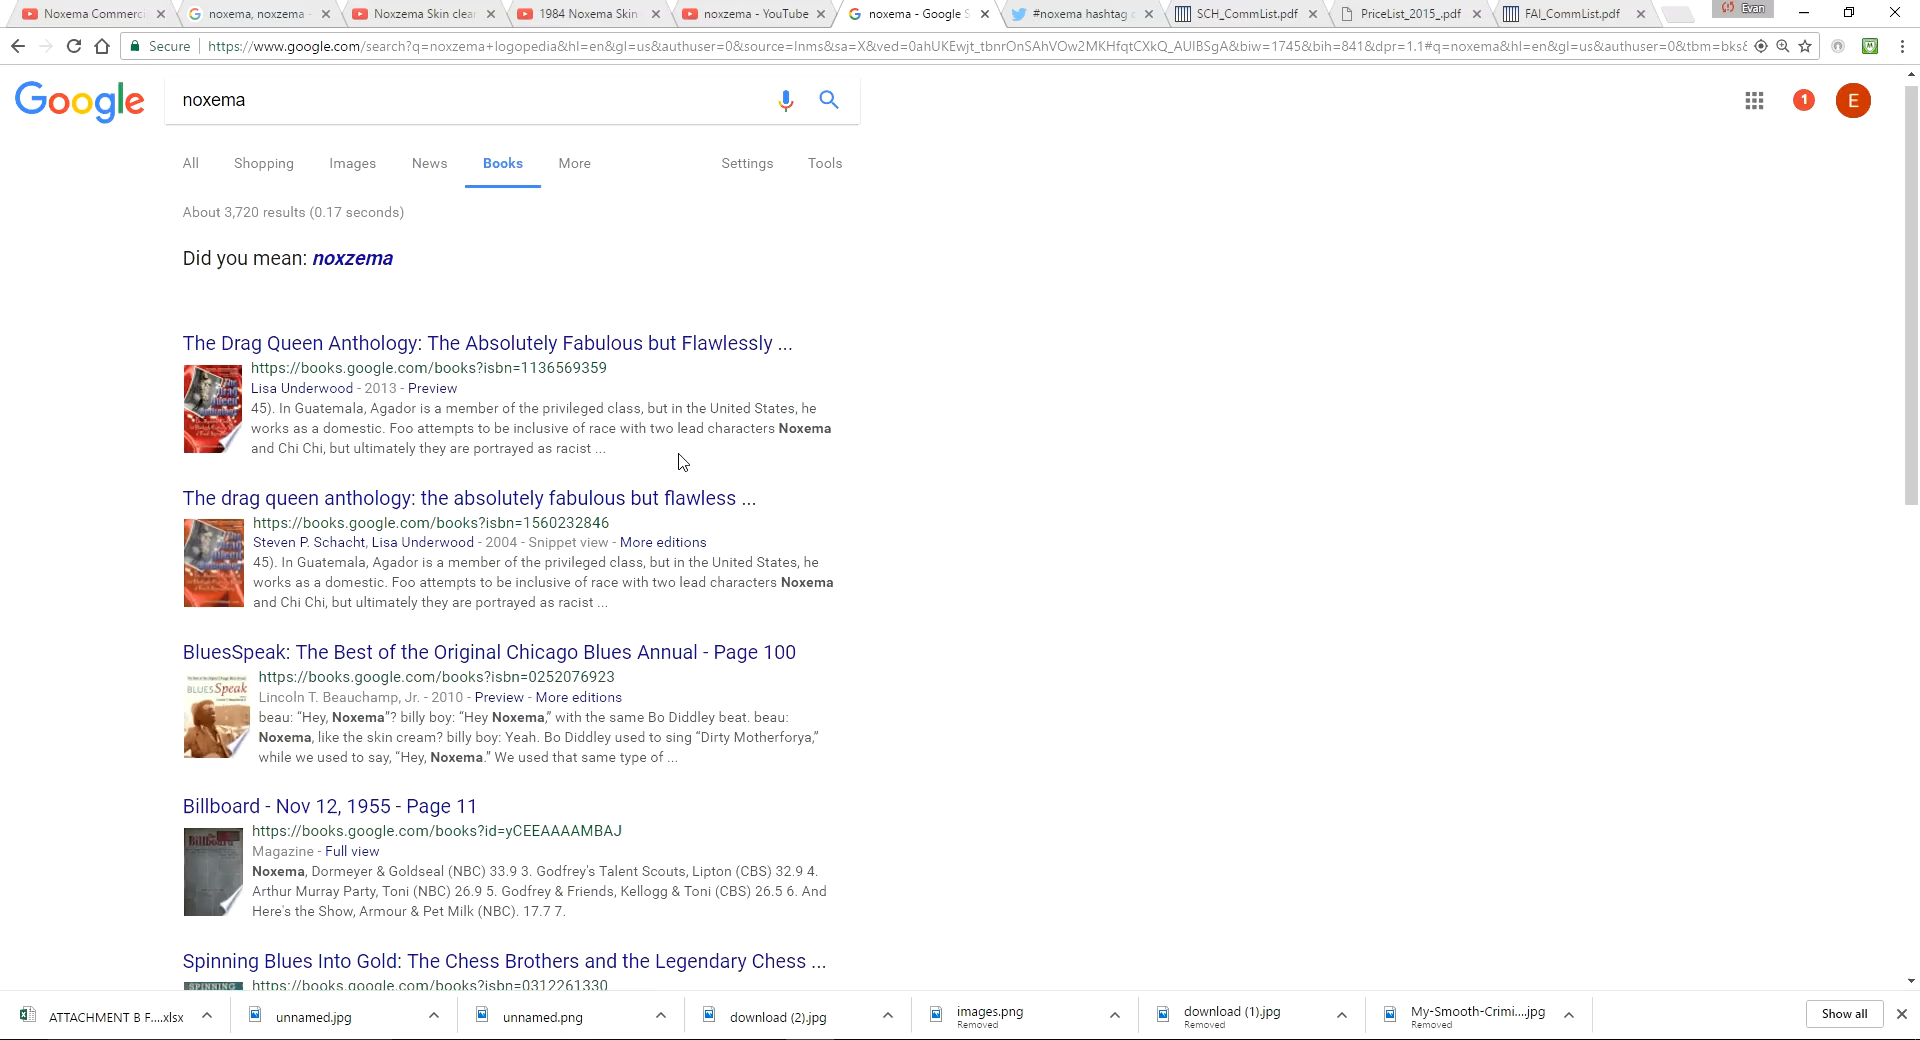 Noxema Commerci
noxema, noxzema -
Noxzema Skin clea
1984 Noxema Skin
noxzema - YouTube
noxema - Google S
#noxema hashtag c
SCH_CommList.pdf
PriceList_2015_.pdf
FAI_CommList.pdf
Evan
Secure
https://www.google.com/search?q=noxzema+logopedia&hl=en&gl=us&authuser=0&source=lnms&sa=X&ved=0ahUKEwjt_tbnrOnSAhVOw2MKHfqtCXkQ_AUIBSgA&biw=1745&bih=841&dpr=1.1#q=noxema&hl=en&gl=us&authuser=0&tbm=bks&
Google
noxema
1
E
All Shopping Images News Books More Settings Tools
About 3,720 results (0.17 seconds)
Did you mean: noxzema
The Drag Queen Anthology: The Absolutely Fabulous but Flawlessly ...
https://books.google.com/books?isbn=1136569359
Lisa Underwood - 2013 - Preview
45). In Guatemala, Agador is a member of the privileged class, but in the United States, he
works as a domestic. Foo attempts to be inclusive of race with two lead characters Noxema
and Chi Chi, but ultimately they are portrayed as racist ...
The drag queen anthology: the absolutely fabulous but flawless ...
https://books.google.com/books?isbn=1560232846
Steven P. Schacht, Lisa Underwood - 2004 - Snippet view - More editions
45). In Guatemala, Agador is a member of the privileged class, but in the United States, he
works as a domestic. Foo attempts to be inclusive of race with two lead characters Noxema
and Chi Chi, but ultimately they are portrayed as racist ...
BluesSpeak: The Best of the Original Chicago Blues Annual - Page 100
BLUES Speak
https://books.google.com/books?isbn=0252076923
Lincoln T. Beauchamp, Jr. - 2010 - Preview - More editions
beau: “Hey, Noxema”? billy boy: “Hey Noxema,” with the same Bo Diddley beat. beau:
Noxema, like the skin cream? billy boy: Yeah. Bo Diddley used to sing “Dirty Motherforya,”
while we used to say, “Hey, Noxema.” We used that same type of ...
Billboard - Nov 12, 1955 - Page 11
Billboard
https://books.google.com/books?id=yCEEAAAAMBAJ
Magazine - Full view
Noxema, Dormeyer & Goldseal (NBC) 33.9 3. Godfrey's Talent Scouts, Lipton (CBS) 32.9 4.
Arthur Murray Party, Toni (NBC) 26.9 5. Godfrey & Friends, Kellogg & Toni (CBS) 26.5 6. And
Here's the Show, Armour & Pet Milk (NBC). 17.7 7.
Spinning Blues Into Gold: The Chess Brothers and the Legendary Chess ...
SPINNING
https://books.google.com/books?isbn=0312261330
ATTACHMENT B F....xlsx
unnamed.jpg
unnamed.png
download (2).jpg
images.png
Removed
download (1).jpg
Removed
My-Smooth-Crimi....jpg
Removed
Show all